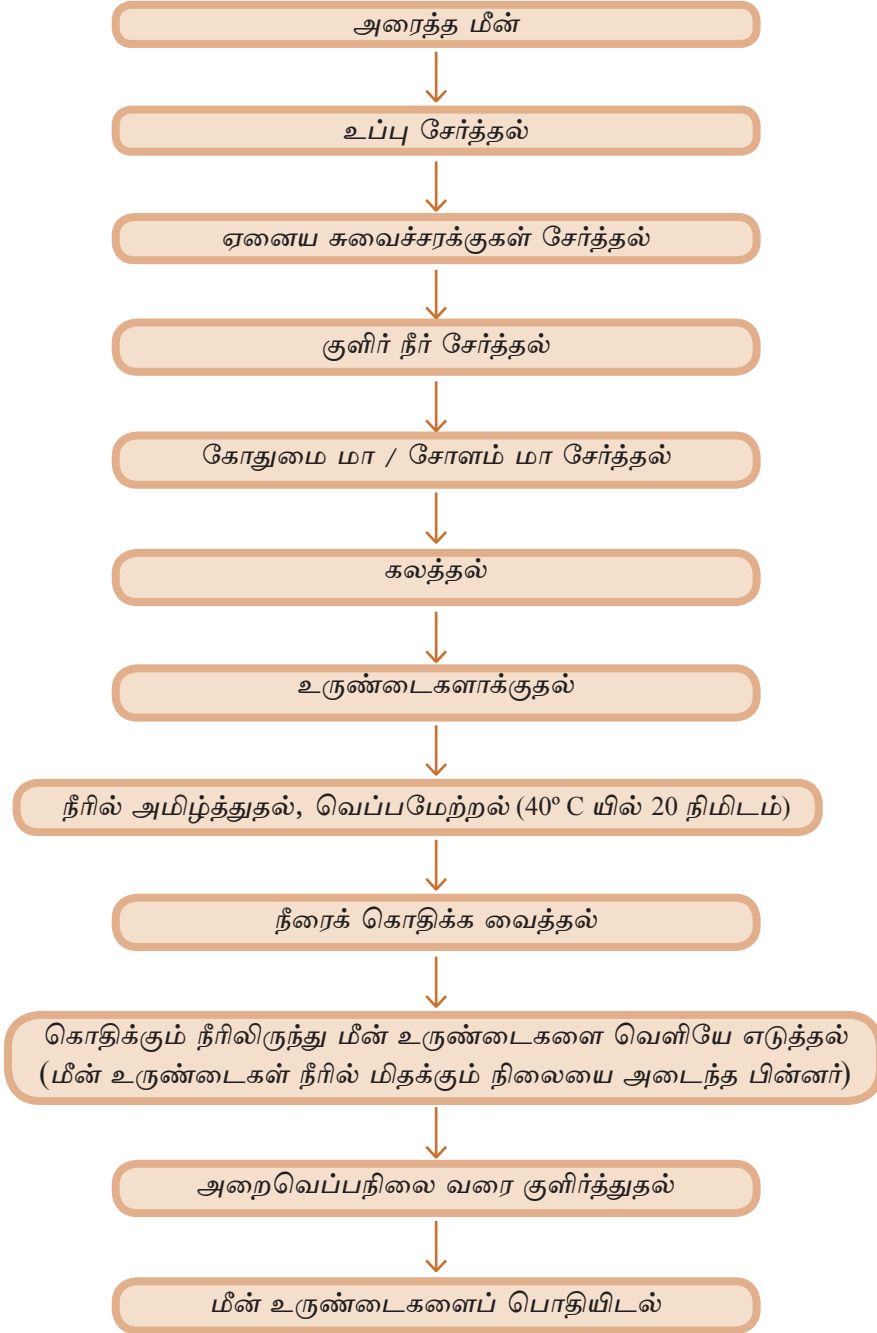 அரைத்த மீன்
உப்பு சேர்த்தல்
ஏனைய சுவைச்சரக்குகள் சேர்த்தல்
குளிர் நீர் சேர்த்தல்
கோதுமை மா / சோளம் மா சேர்த்தல்
கலத்தல்
உருண்டைகளாக்குதல்
நீரில் அமிழ்த்துதல், வெப்பமேற்றல் (40º C யில் 20 நிமிடம்)
நீரைக் கொதிக்க வைத்தல்
கொதிக்கும் நீரிலிருந்து மீன் உருண்டைகளை வெளியே எடுத்தல்
(மீன் உருண்டைகள் நீரில் மிதக்கும் நிலையை அடைந்த பின்னர்)
அறைவெப்பநிலை வரை குளிர்த்துதல்
மீன் உருண்டைகளைப் பொதியிடல்